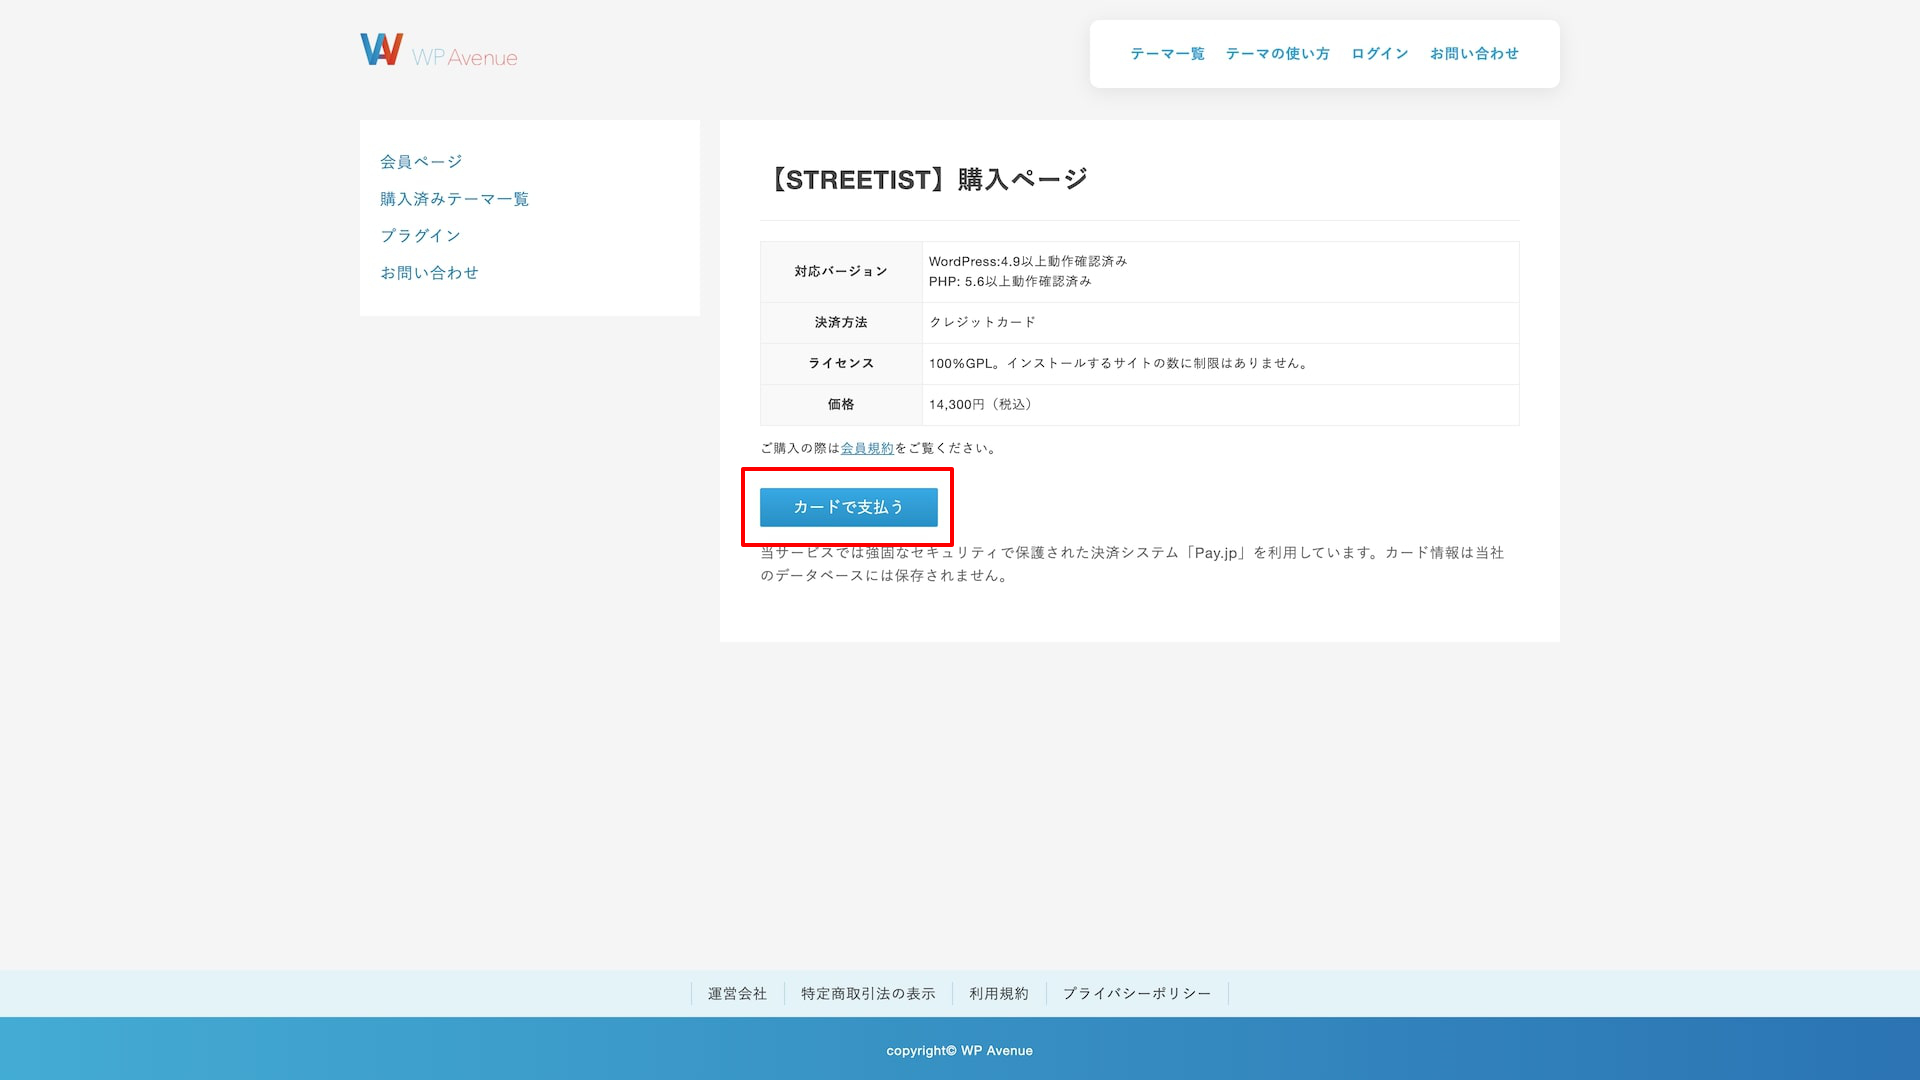 WP Avenue
テーマ一覧 テーマの使い方 ログイン お問い合わせ
会員ページ
購入済みテーマ一覧
プラグイン
お問い合わせ
【STREETIST】購入ページ
対応バージョン
WordPress:4.9以上動作確認済み
PHP: 5.6以上動作確認済み
決済方法 クレジットカード
ライセンス 100%GPL。インストールするサイトの数に制限はありません。
価格 14,300円（税込）
ご購入の際は会員規約をご覧ください。
カードで支払う
当サービスでは強固なセキュリティで保護された決済システム「Pay.jp」を利用しています。カード情報は当社
のデータベースには保存されません。
運営会社 特定商取引法の表示 利用規約 プライバシーポリシー
copyright© WP Avenue